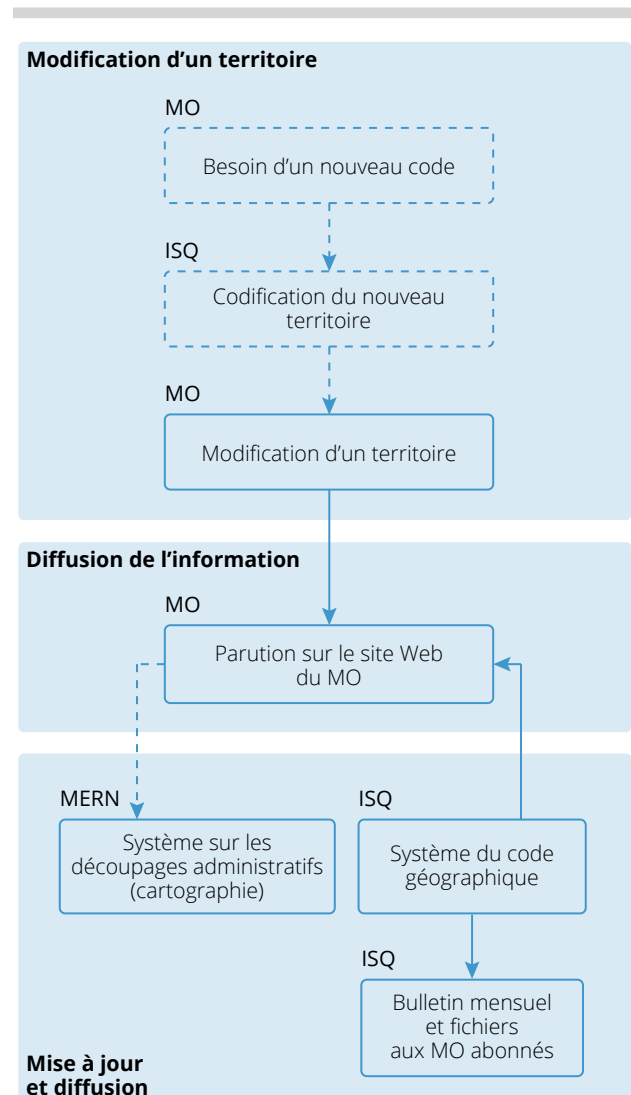 Modification d’un territoire
MO
Besoin d’un nouveau code
ISQ
Codification du nouveau
territoire
MO
Modification d’un territoire
Diffusion de l’information
MO
Parution sur le site Web
du MO
MERN
Système sur les
découpages administratifs
(cartographie)
ISQ
Système du code
géographique
ISQ
Bulletin mensuel
et fichiers
aux MO abonnés
Mise à jour
et diffusion